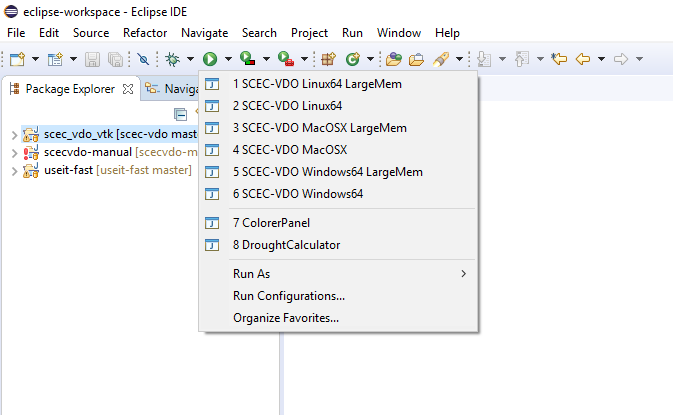 eclipse-workspace - Eclipse IDE
File Edit Source Refactor Navigate Search Project Run Window Help
Package Explorer Naviga
1 SCEC-VDO Linux64 LargeMem
2 SCEC-VDO Linux64
3 SCEC-VDO MacOSX LargeMem
4 SCEC-VDO MacOSX
5 SCEC-VDO Windows64 LargeMem
6 SCEC-VDO Windows64
7 ColorerPanel
8 DroughtCalculator
Run As
Run Configurations...
Organize Favorites...
scec_vdo_vtk [scec-vdo mast
scecvdo-manual [scecvdo-m
useit-fast [useit-fast master]